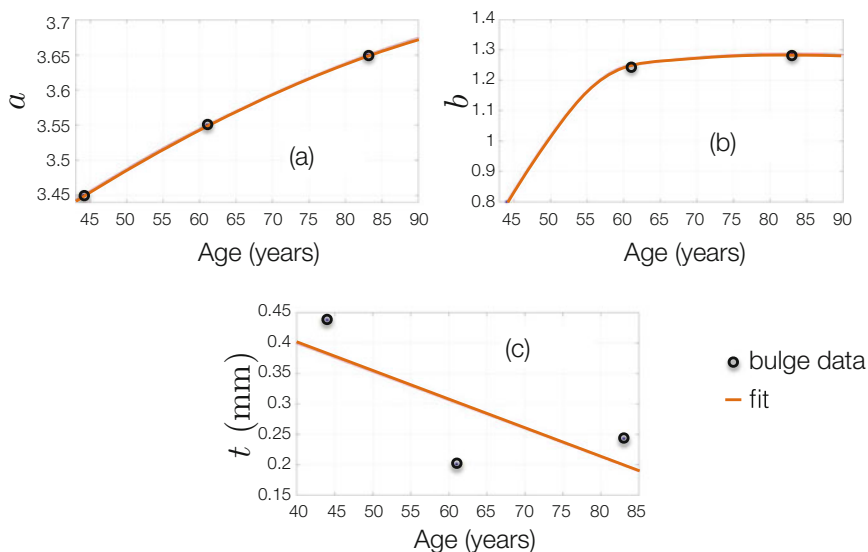 3.7
3.65
3.6
3.55
3.5
3.45
a
(a)
45 50 55 60 65 70 75 80 85 90
Age (years)
1.4
1.3
1.2
1.1
1
0.9
0.8
b
(b)
45 50 55 60 65 70 75 80 85 90
Age (years)
0.45
0.4
0.35
0.3
0.25
0.2
0.15
t (mm)
(c)
40 45 50 55 60 65 70 75 80 85
Age (years)
bulge data
fit